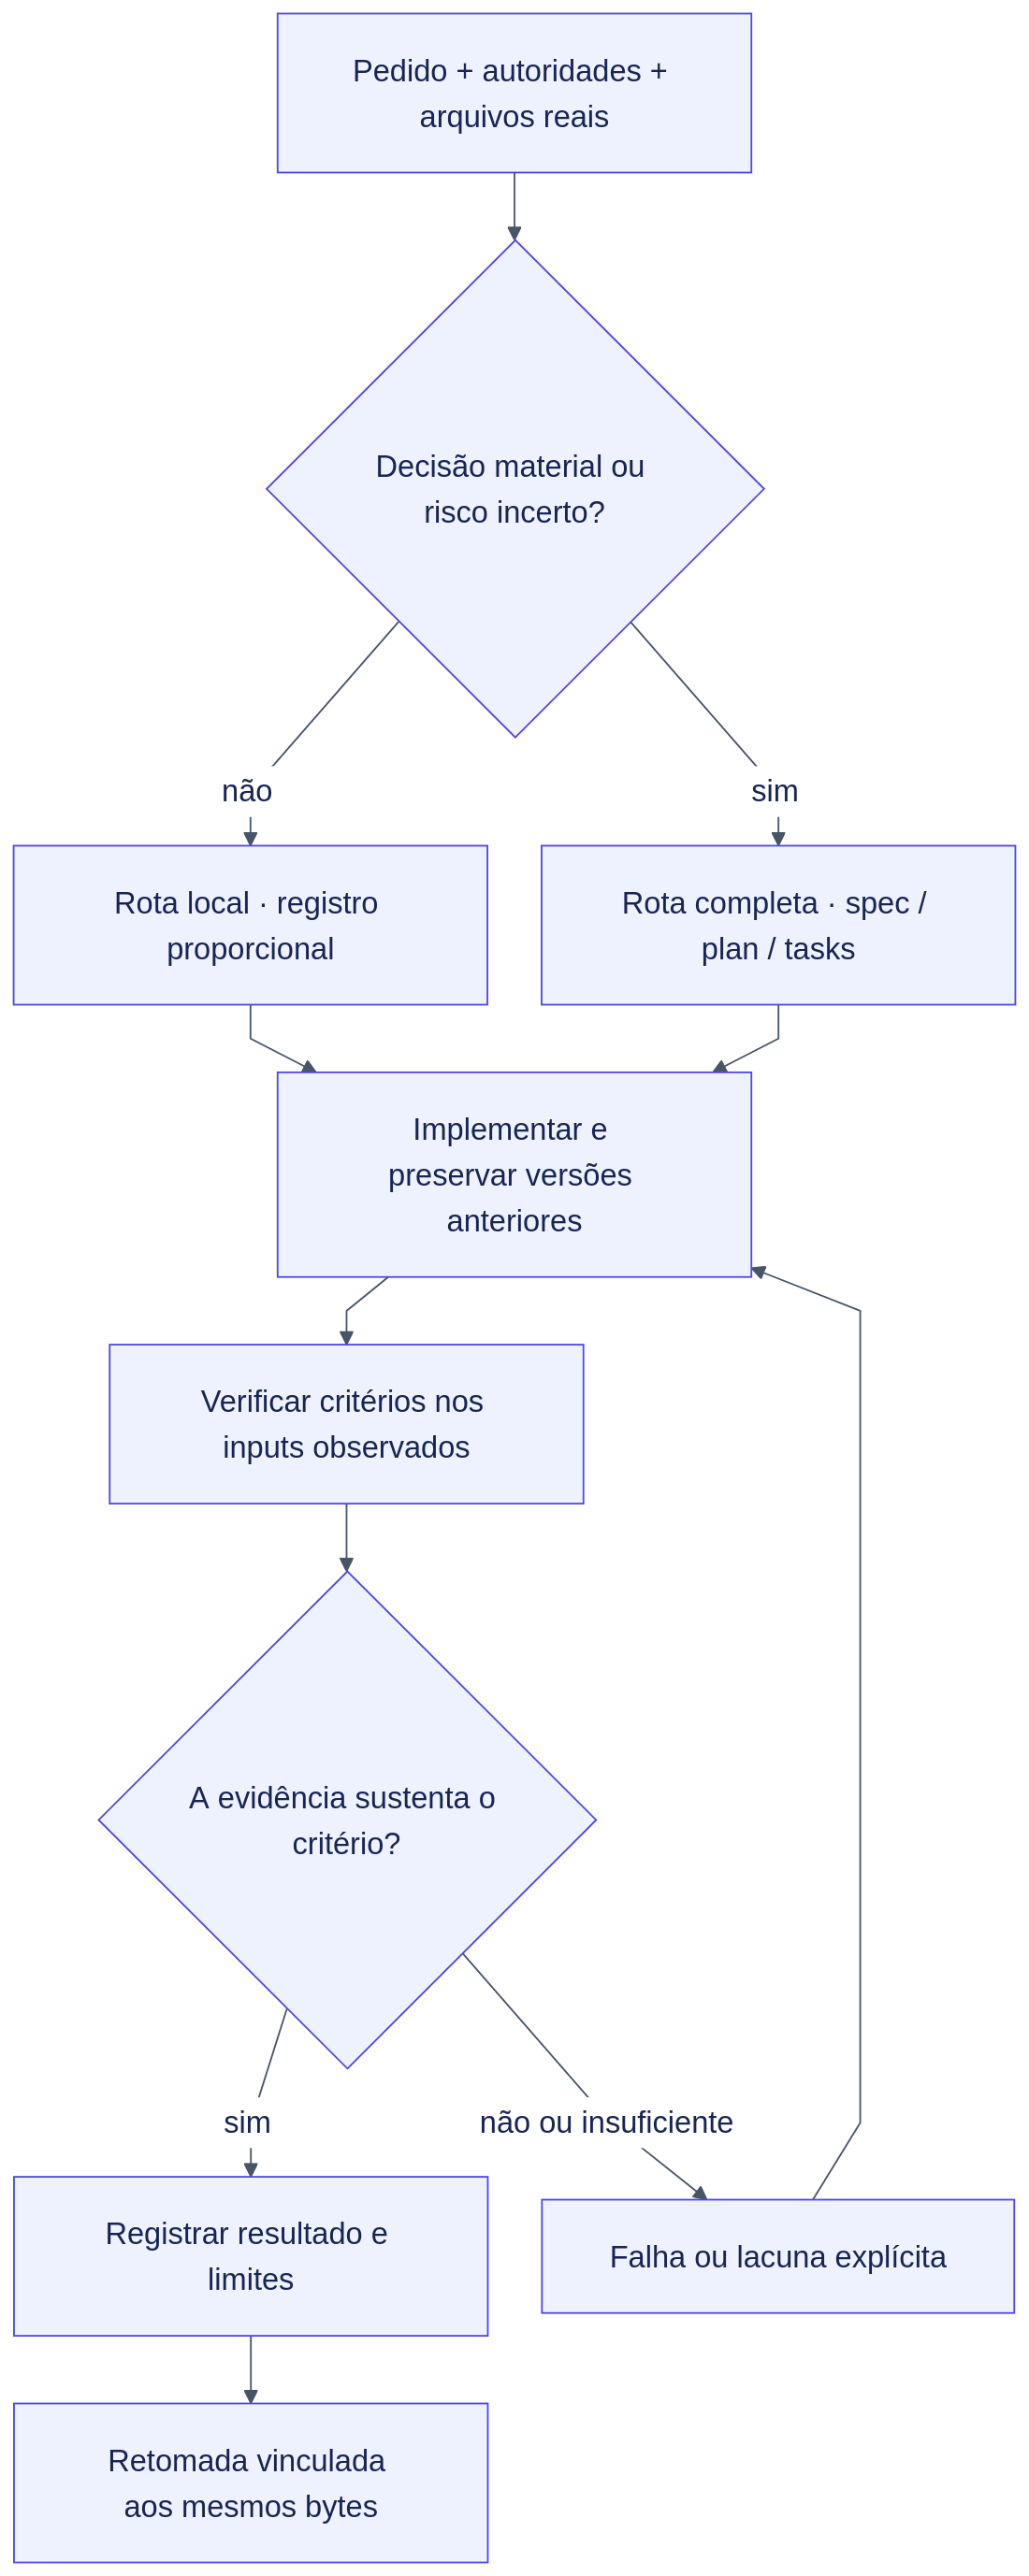 Pedido + autoridades +
arquivos reais
Decisão material ou
risco incerto?
não
sim
Rota local · registro
proporcional
Rota completa · spec /
plan / tasks
Implementar e
preservar versões
anteriores
Verificar critérios nos
inputs observados
A evidência sustenta o
critério?
sim
não ou insuficiente
Registrar resultado e
limites
Falha ou lacuna explícita
Retomada vinculada
aos mesmos bytes